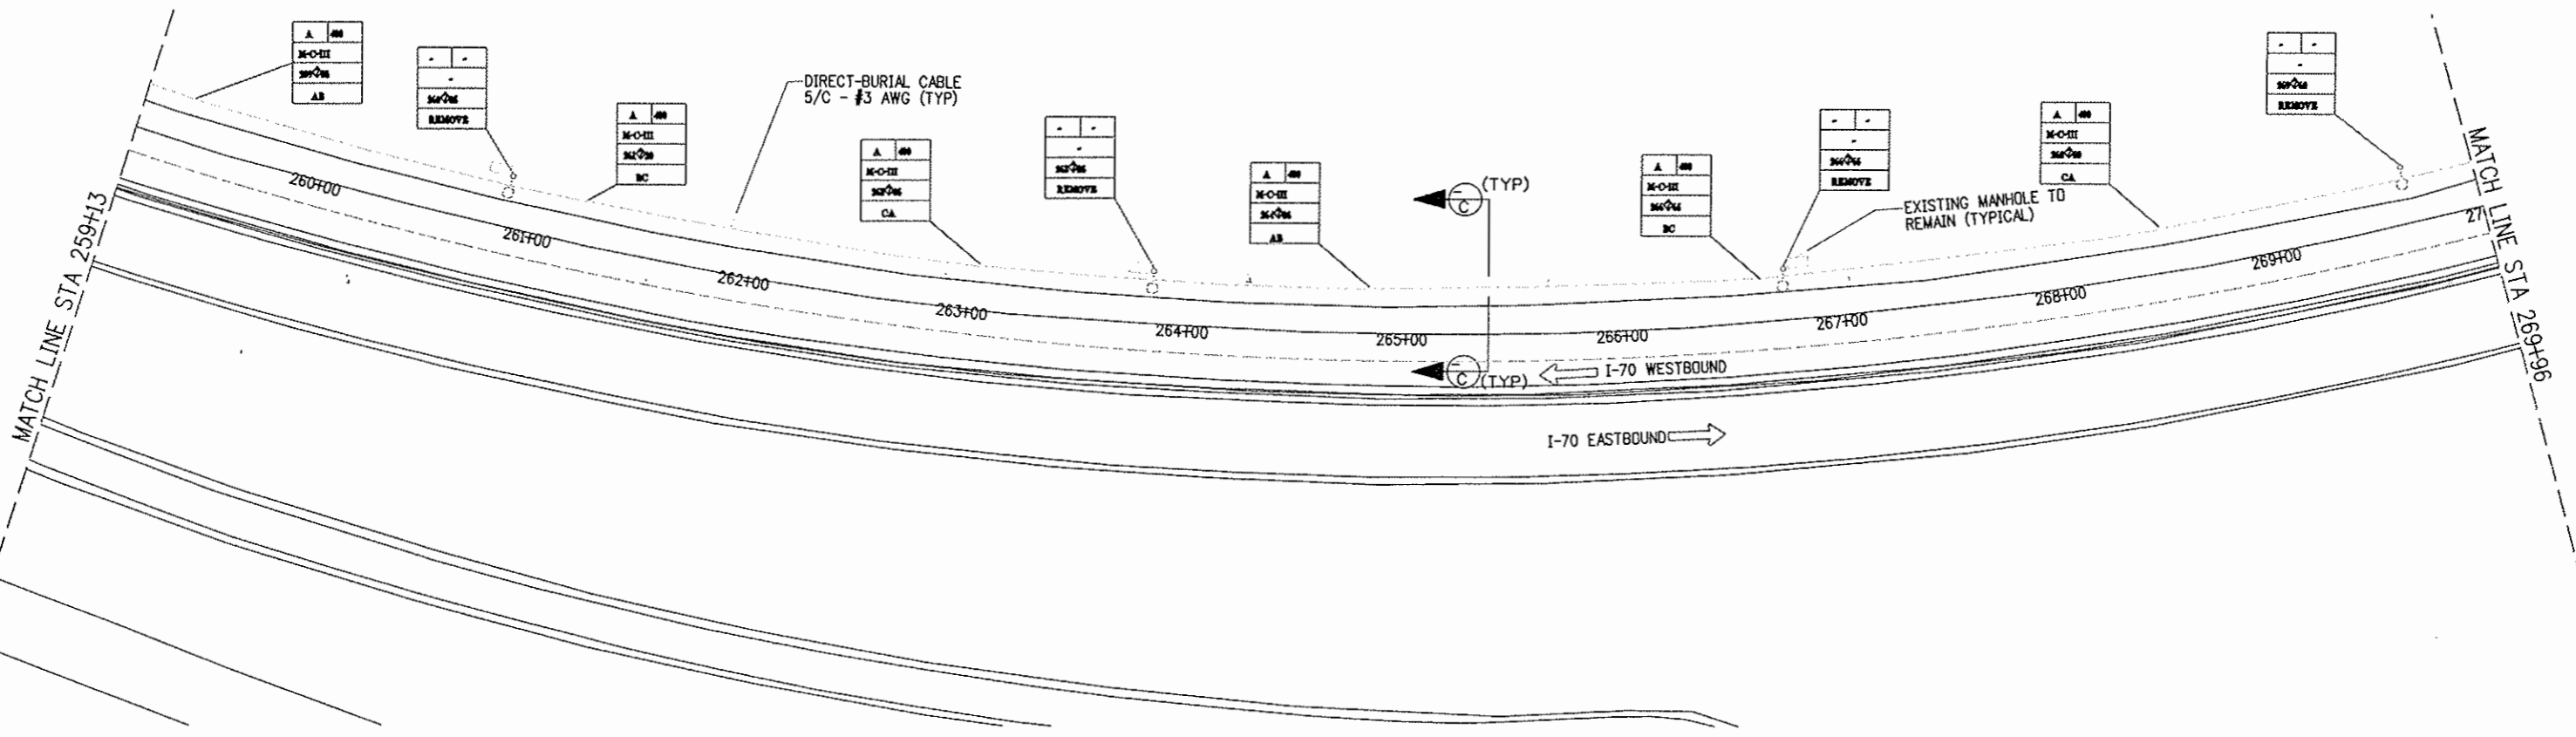 A 400
M-C-III
AB
- -
-
REMOVE
A 400
M-C-III
BC
DIRECT-BURIAL CABLE
5/C - #3 AWG (TYP)
A 400
M-C-III
CA
- -
-
REMOVE
A 400
M-C-III
AB
A 400
M-C-III
BC
- -
-
REMOVE
A 400
M-C-III
CA
- -
-
REMOVE
EXISTING MANHOLE TO
REMAIN (TYPICAL)
- C (TYP)
- C (TYP)
MATCH LINE STA 259+13
260+00
261+00
262+00
263+00
264+00
265+00
266+00
267+00
268+00
269+00
27
MATCH LINE STA 269+96
I-70 WESTBOUND
I-70 EASTBOUND